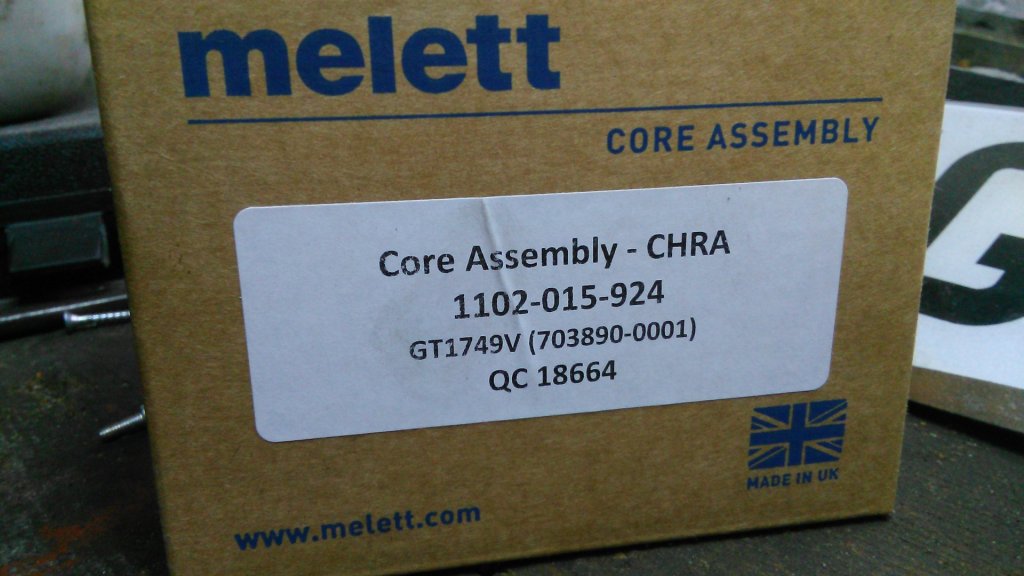 melett
CORE ASSEMBLY
Core Assembly - CHRA
1102-015-924
GT1749V (703890-0001)
QC 18664
MADE IN UK
www.melett.com